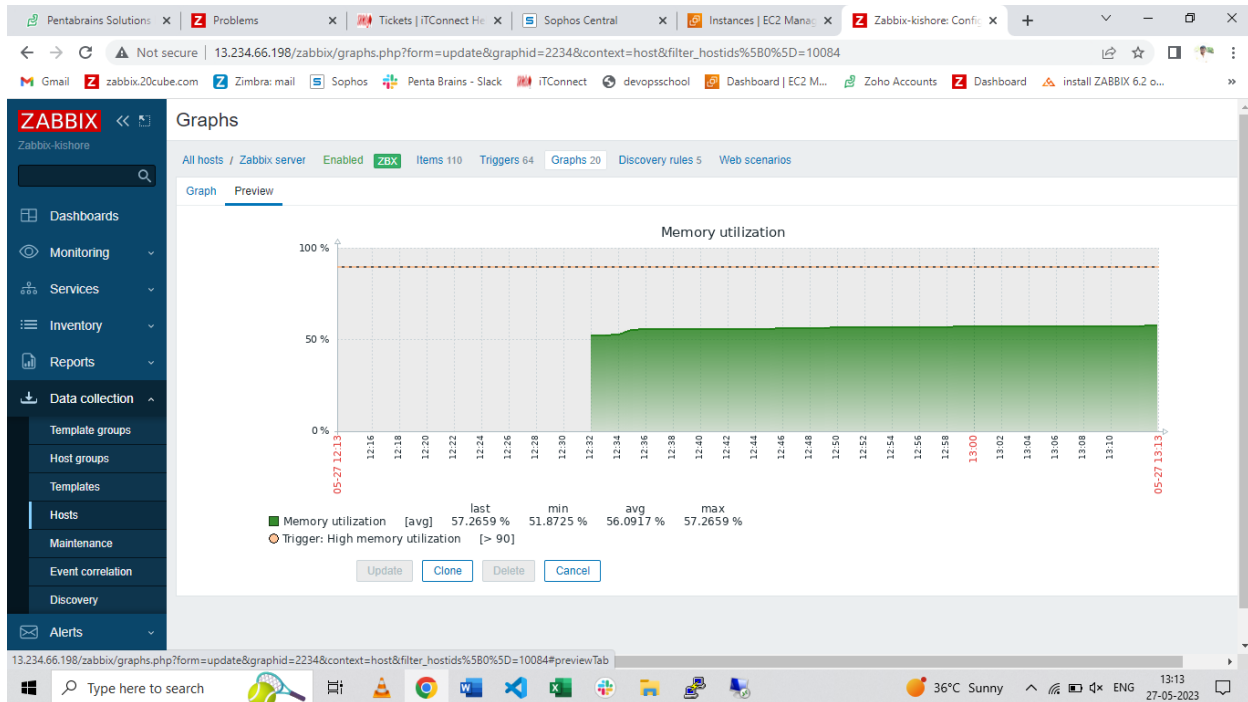 Pentabrains Solutions
Problems
Tickets | iTConnect He
Sophos Central
Instances | EC2 Manag
Zabbix-kishore: Config
Not secure | 13.234.66.198/zabbix/graphs.php?form=update&graphid=2234&context=host&filter_hostids%5B0%5D=10084
Gmail
zabbix.20cube.com
Zimbra: mail
Sophos
Penta Brains - Slack
iTConnect
devopsschool
Dashboard | EC2 M...
Zoho Accounts
Dashboard
install ZABBIX 6.2 o...
ZABBIX
Zabbix-kishore
Dashboards
Monitoring
Services
Inventory
Reports
Data collection
Template groups
Host groups
Templates
Hosts
Maintenance
Event correlation
Discovery
Alerts
Graphs
All hosts / Zabbix server Enabled ZBX Items 110 Triggers 64 Graphs 20 Discovery rules 5 Web scenarios
Graph Preview
Memory utilization
100 %
50 %
0 %
05-27 12:13 12:16 12:18 12:20 12:22 12:24 12:26 12:28 12:30 12:32 12:34 12:36 12:38 12:40 12:42 12:44 12:46 12:48 12:50 12:52 12:54 12:56 12:58 13:00 13:02 13:04 13:06 13:08 13:10 05-27 13:13
last min avg max
Memory utilization [avg] 57.2659 % 51.8725 % 56.0917 % 57.2659 %
Trigger: High memory utilization [> 90]
Update Clone Delete Cancel
13.234.66.198/zabbix/graphs.php?form=update&graphid=2234&context=host&filter_hostids%5B0%5D=10084#previewTab
Type here to search
36°C Sunny
ENG
13:13
27-05-2023